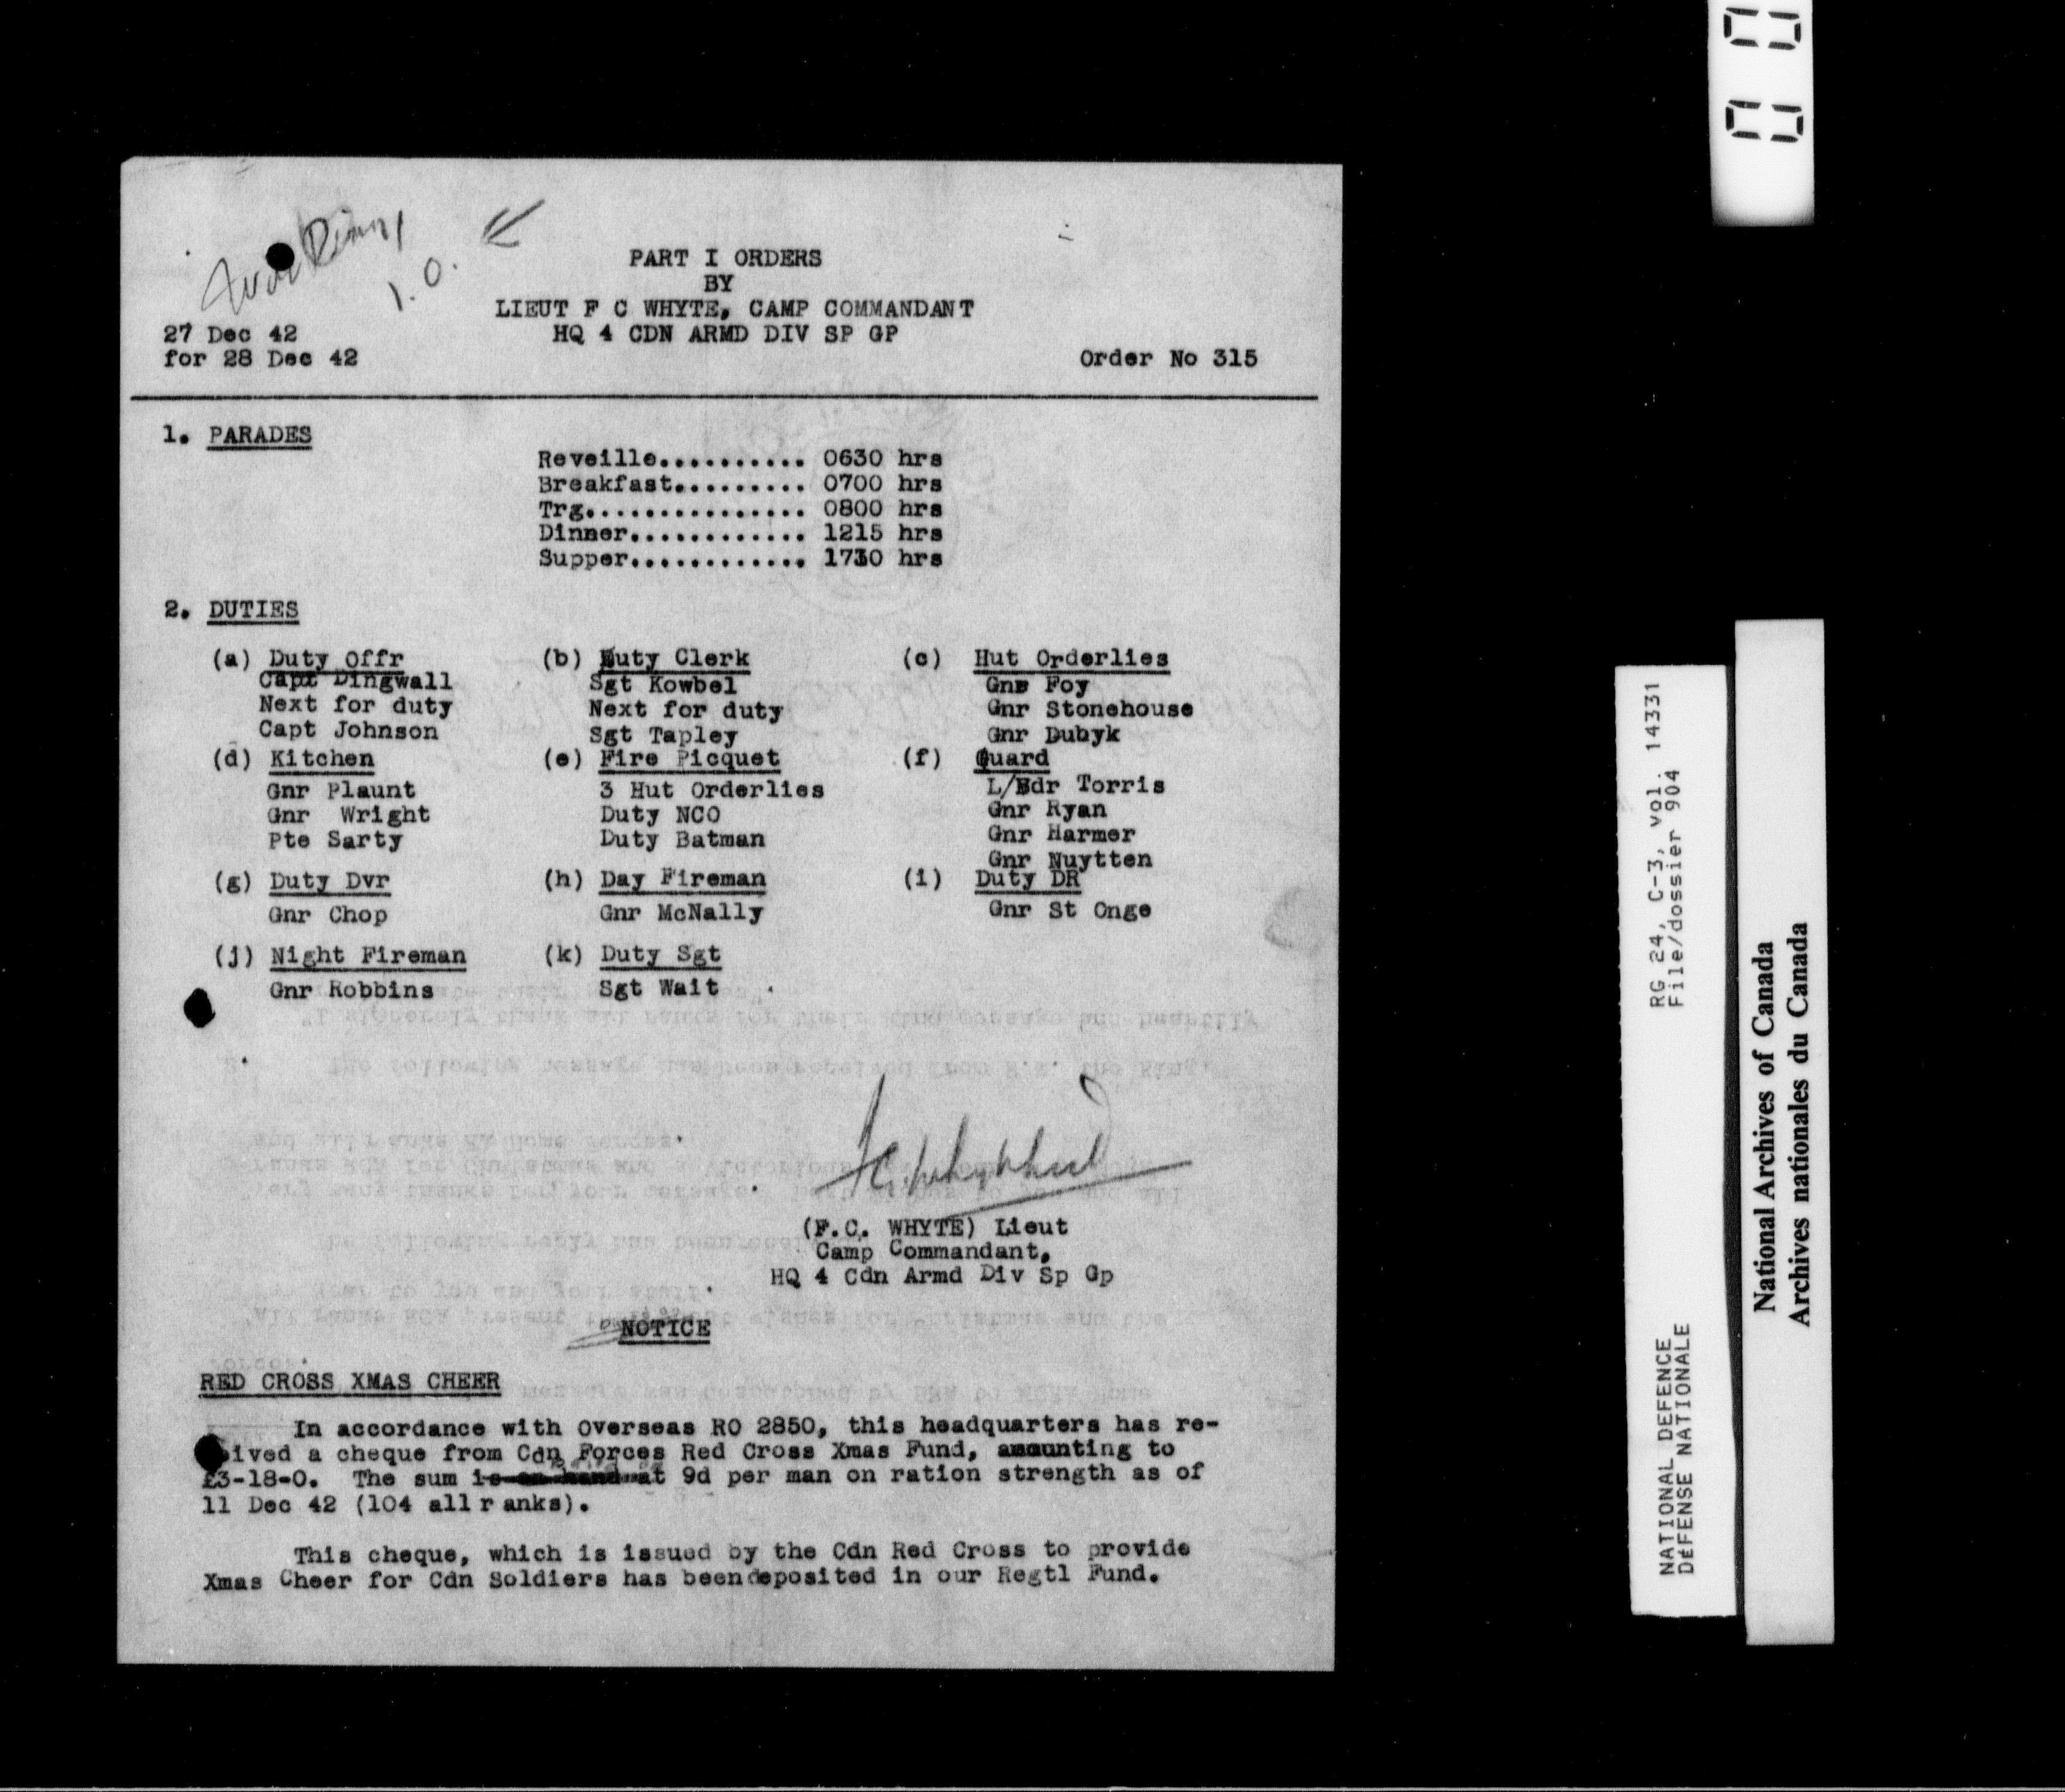 War Diary
I.O.
PART I ORDERS
BY
LIEUT F C WHYTE, CAMP COMMANDANT
27 Dec 42 HQ 4 CDN ARMD DIV SP GP
for 28 Dec 42 Order No 315
1. PARADES
Reveille.......... 0630 hrs
Breakfast......... 0700 hrs
Trg............... 0800 hrs
Dinner............ 1215 hrs
Supper............ 1730 hrs
2. DUTIES
(a) Duty Offr (b) Duty Clerk (c) Hut Orderlies
Capt Dingwall Sgt Kowbel Gnr Foy
Next for duty Next for duty Gnr Stonehouse
Capt Johnson Sgt Tapley Gnr Dubyk
(d) Kitchen (e) Fire Picquet (f) Guard
Gnr Plaunt 3 Hut Orderlies L/Bdr Torris
Gnr Wright Duty NCO Gnr Ryan
Pte Sarty Duty Batman Gnr Harmer
Gnr Nuytten
(g) Duty Dvr (h) Day Fireman (i) Duty DR
Gnr Chop Gnr McNally Gnr St Onge
(j) Night Fireman (k) Duty Sgt
Gnr Robbins Sgt Wait
(F.C. WHYTE) Lieut
Camp Commandant,
HQ 4 Cdn Armd Div Sp Gp
NOTICE
RED CROSS XMAS CHEER
In accordance with Overseas RO 2850, this headquarters has re-
eived a cheque from Cdn Forces Red Cross Xmas Fund, amounting to
£3-18-0. The sum is on hand at 9d per man on ration strength as of
11 Dec 42 (104 all r anks).
This cheque, which is issued by the Cdn Red Cross to provide
Xmas Cheer for Cdn Soldiers has beendeposited in our Regtl Fund.
NATIONAL DEFENCE RG 24, C-3, vol. 14331
DÉFENSE NATIONALE File/dossier 904
National Archives of Canada
Archives nationales du Canada